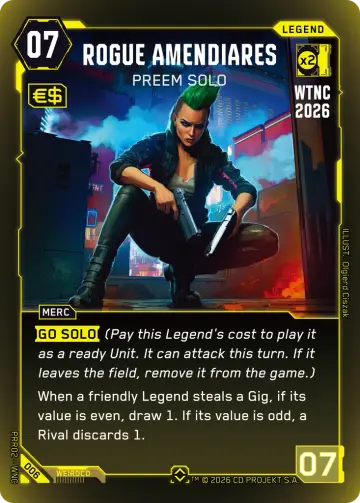 07
ROGUE AMENDIARES
PREEM SOLO
LEGEND
x2
€$
WTNC
2026
ILLUST. Olgierd Ciszak
MERC
GO SOLO (Pay this Legend's cost to play it
as a ready Unit. It can attack this turn. If it
leaves the field, remove it from the game.)
When a friendly Legend steals a Gig, if its
value is even, draw 1. If its value is odd, a
Rival discards 1.
006
WEIRDCO
™ © 2026 CD PROJEKT S.A.
07